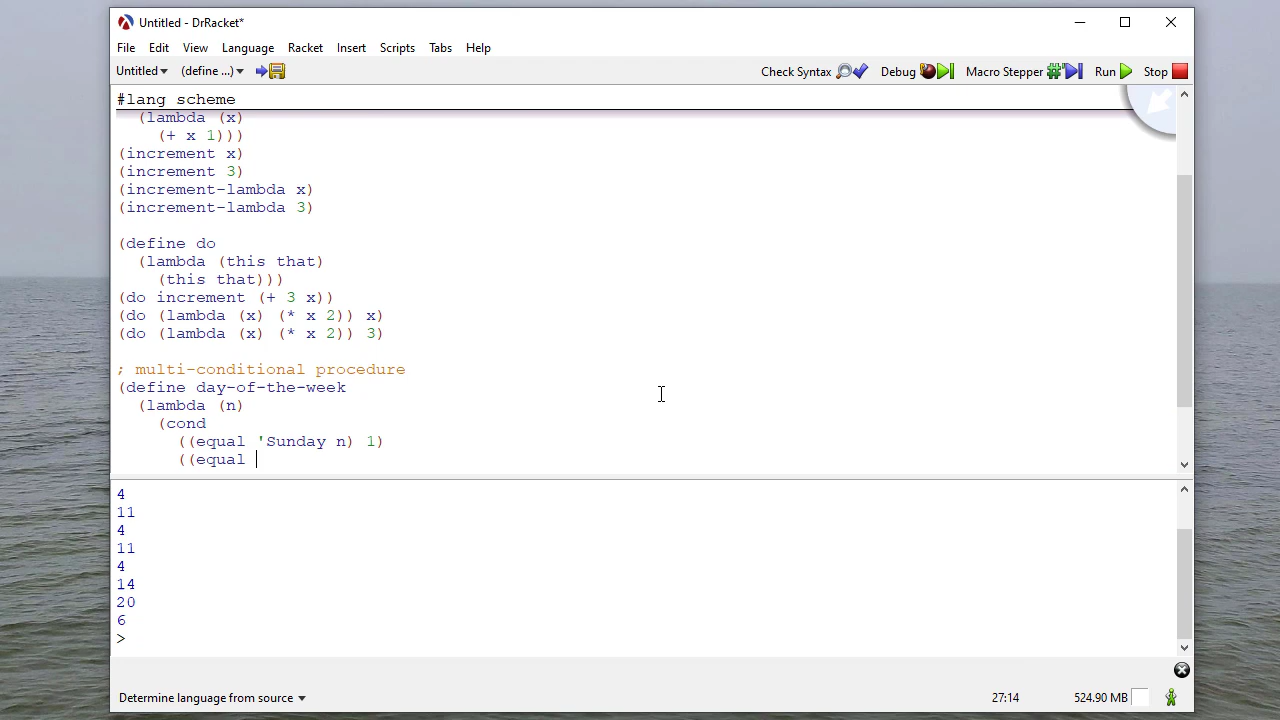 Untitled - DrRacket*
File Edit View Language Racket Insert Scripts Tabs Help
Untitled (define ...) Check Syntax Debug Macro Stepper Run Stop
#lang scheme
(lambda (x)
(+ x 1)))
(increment x)
(increment 3)
(increment-lambda x)
(increment-lambda 3)
(define do
(lambda (this that)
(this that)))
(do increment (+ 3 x))
(do (lambda (x) (* x 2)) x)
(do (lambda (x) (* x 2)) 3)
; multi-conditional procedure
(define day-of-the-week
(lambda (n)
(cond
((equal 'Sunday n) 1)
((equal
4
11
4
11
4
14
20
6
>
Determine language from source 27:14 524.90 MB